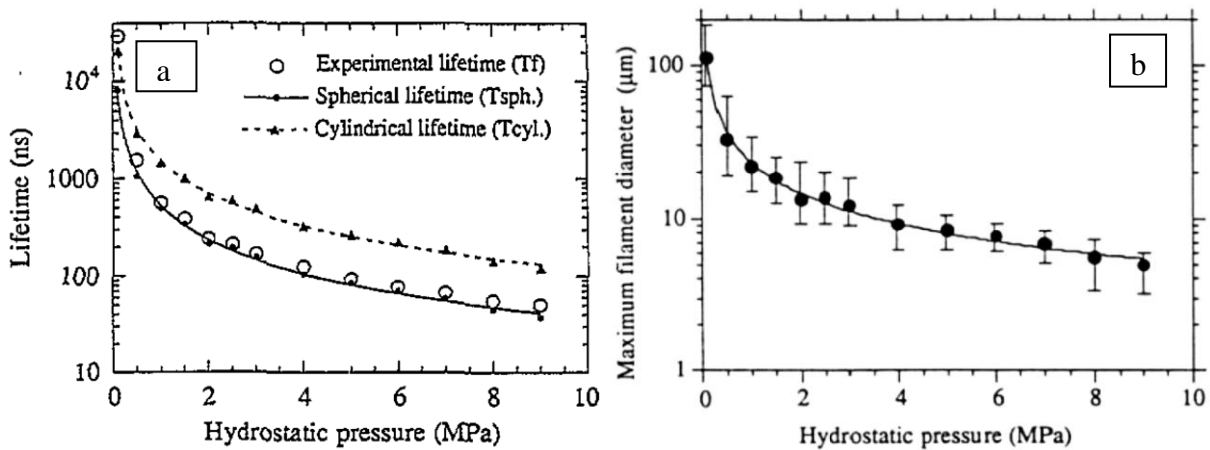 a
Experimental lifetime (Tf)
Spherical lifetime (Tsph.)
Cylindrical lifetime (Tcyl.)
10⁴
1000
100
10
0 2 4 6 8 10
Lifetime (ns)
Hydrostatic pressure (MPa)
b
100
10
1
0 2 4 6 8 10
Maximum filament diameter (μm)
Hydrostatic pressure (MPa)